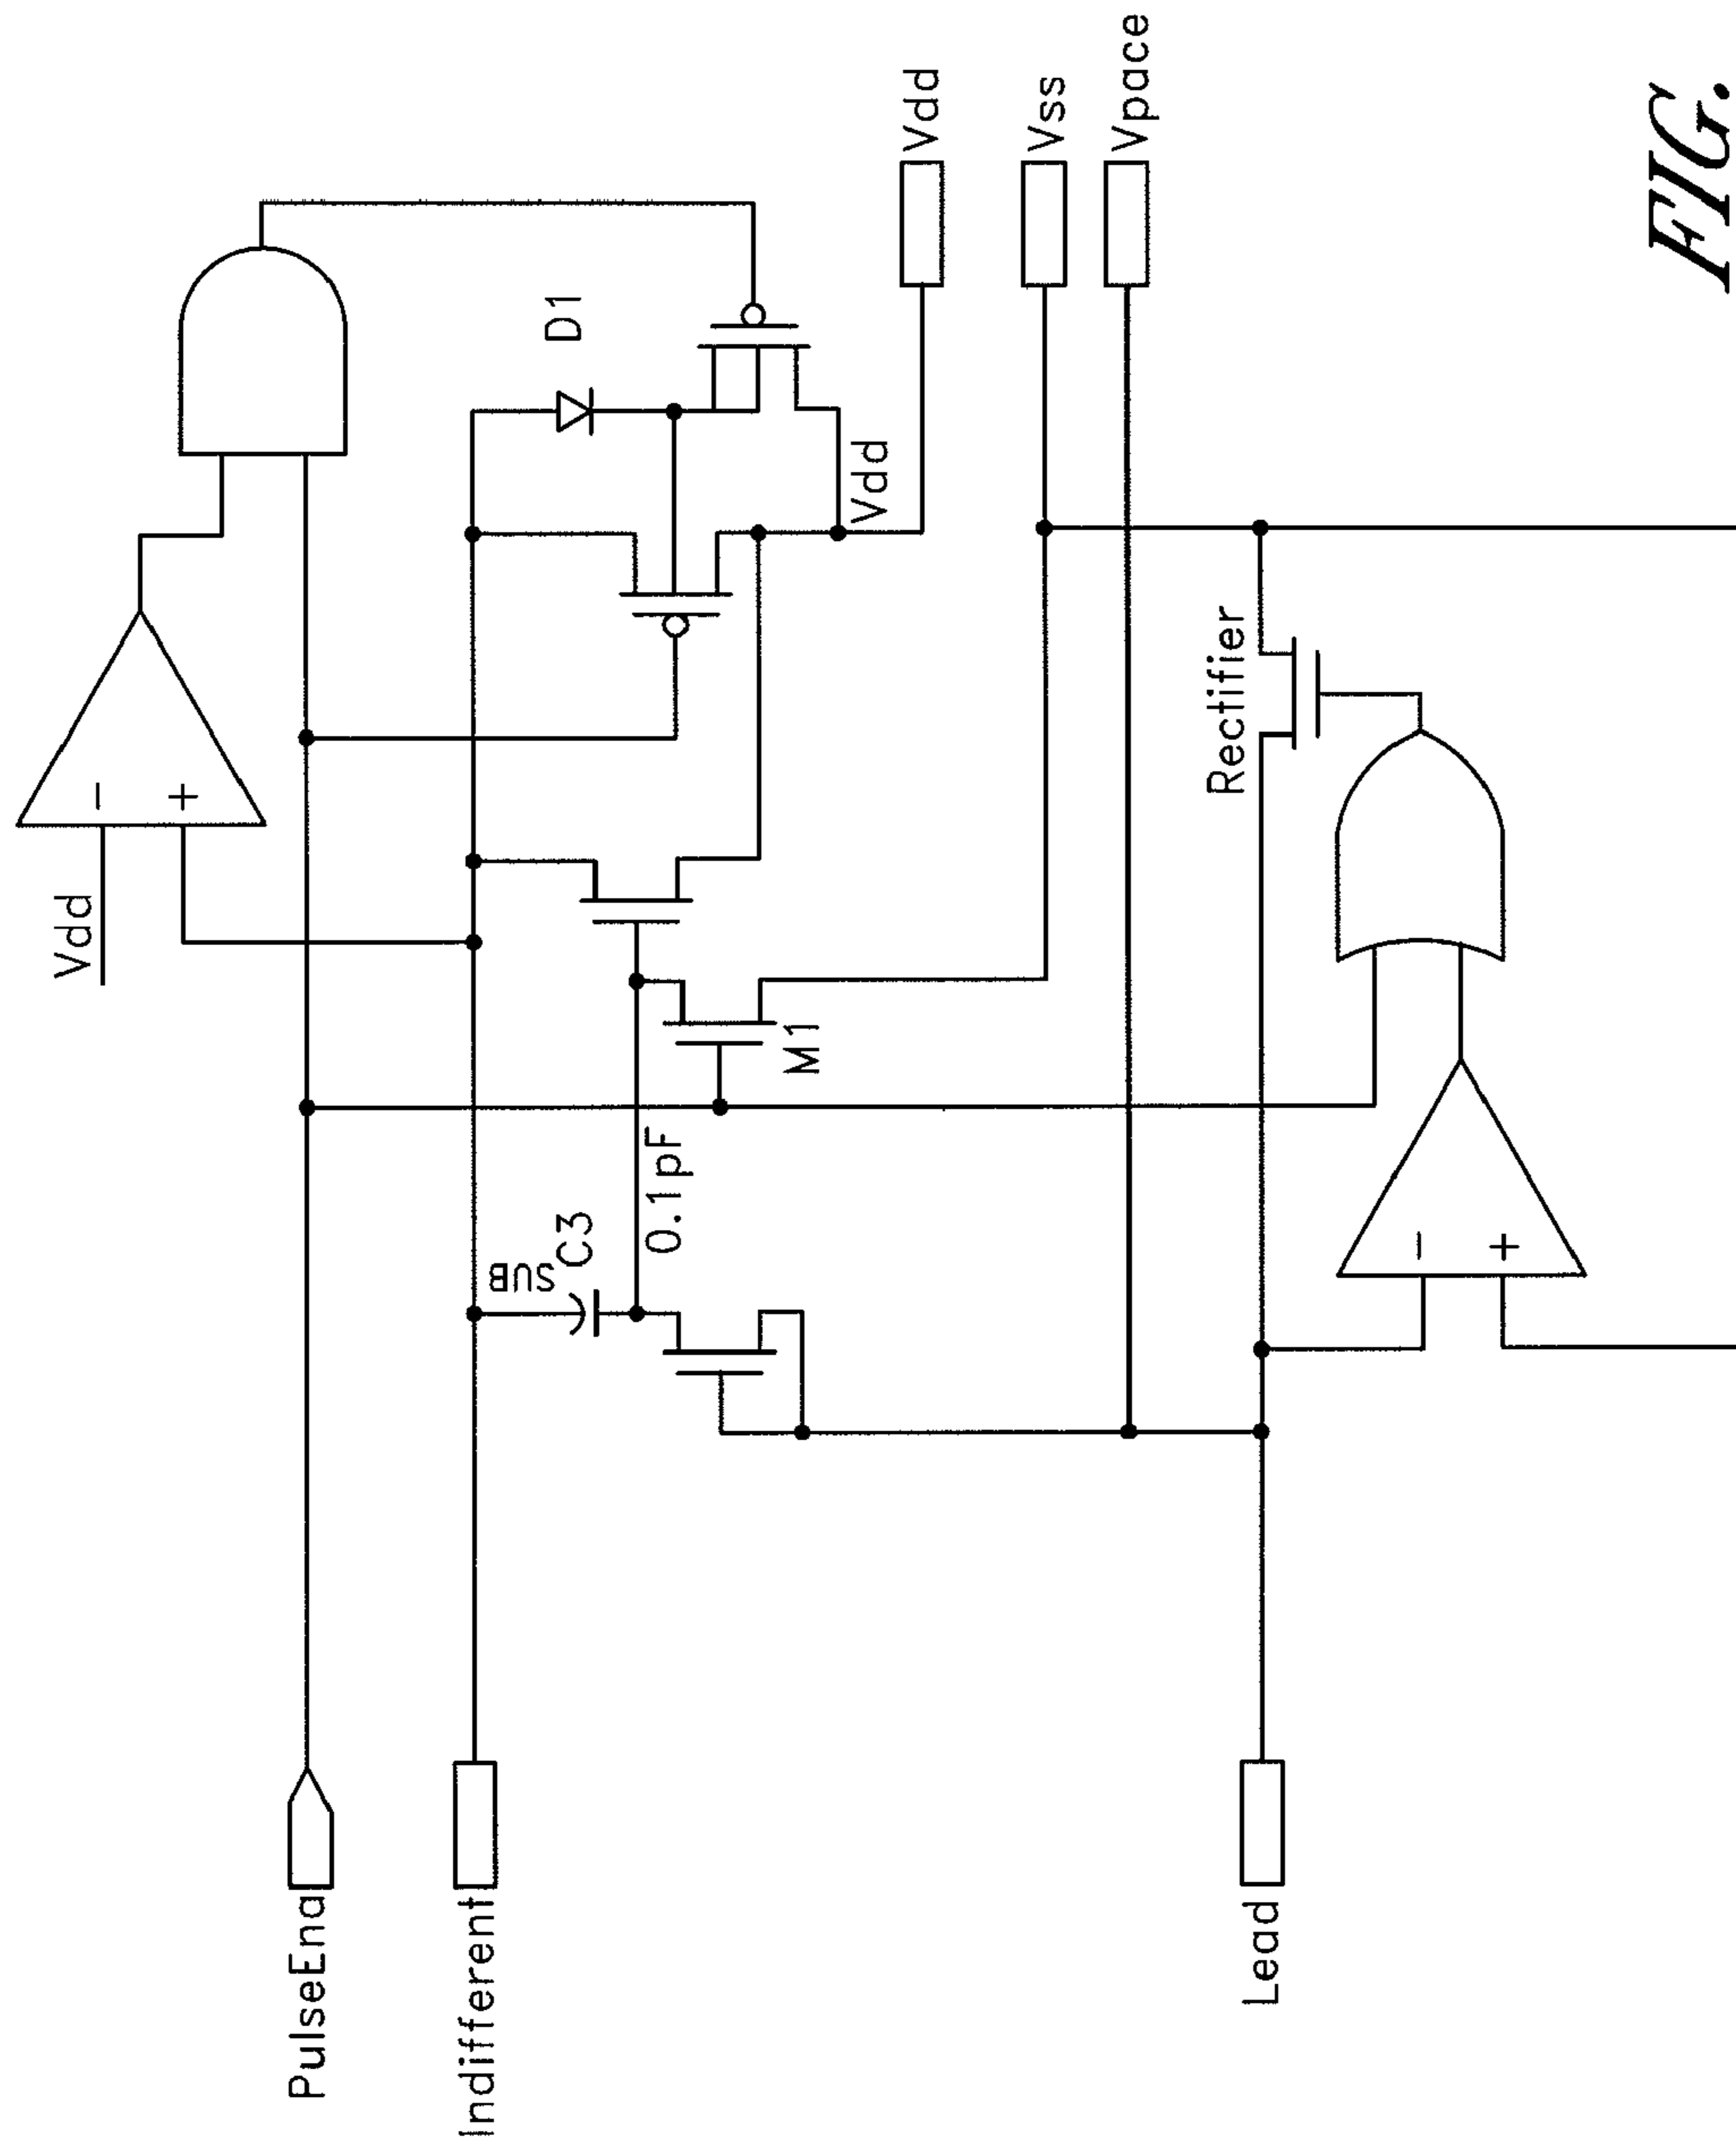 PulseEna
Indifferent
Lead
Vdd
−
+
SUB
C3
0.1pF
M1
D1
Vdd
Rectifier
−
+
Vdd
Vss
Vpace
FIG.